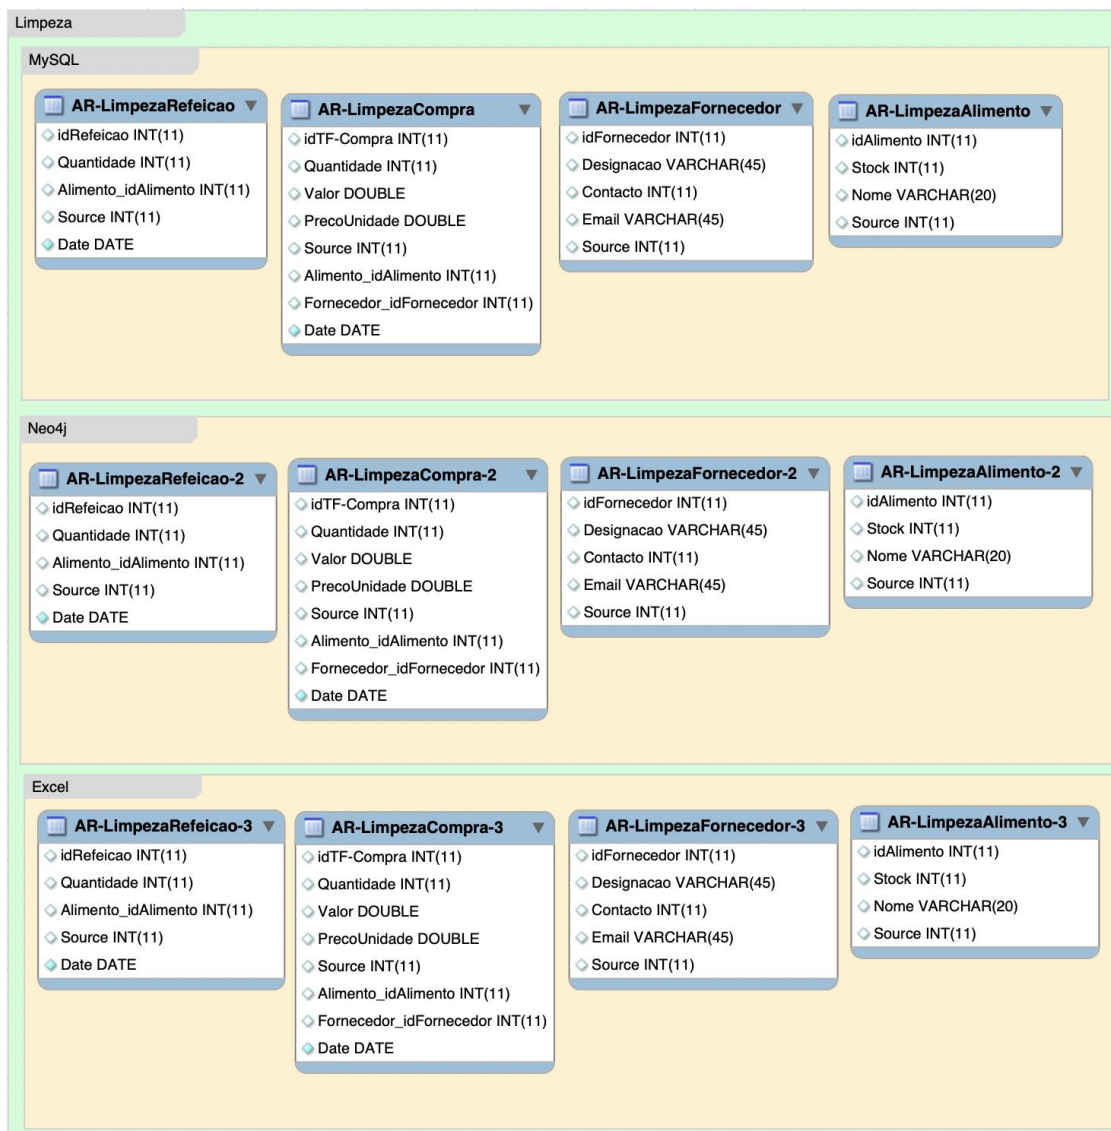 Limpeza
MySQL
AR-LimpezaRefeicao
idRefeicao INT(11)
Quantidade INT(11)
Alimento_idAlimento INT(11)
Source INT(11)
Date DATE
AR-LimpezaCompra
idTF-Compra INT(11)
Quantidade INT(11)
Valor DOUBLE
PrecoUnidade DOUBLE
Source INT(11)
Alimento_idAlimento INT(11)
Fornecedor_idFornecedor INT(11)
Date DATE
AR-LimpezaFornecedor
idFornecedor INT(11)
Designacao VARCHAR(45)
Contacto INT(11)
Email VARCHAR(45)
Source INT(11)
AR-LimpezaAlimento
idAlimento INT(11)
Stock INT(11)
Nome VARCHAR(20)
Source INT(11)
Neo4j
AR-LimpezaRefeicao-2
idRefeicao INT(11)
Quantidade INT(11)
Alimento_idAlimento INT(11)
Source INT(11)
Date DATE
AR-LimpezaCompra-2
idTF-Compra INT(11)
Quantidade INT(11)
Valor DOUBLE
PrecoUnidade DOUBLE
Source INT(11)
Alimento_idAlimento INT(11)
Fornecedor_idFornecedor INT(11)
Date DATE
AR-LimpezaFornecedor-2
idFornecedor INT(11)
Designacao VARCHAR(45)
Contacto INT(11)
Email VARCHAR(45)
Source INT(11)
AR-LimpezaAlimento-2
idAlimento INT(11)
Stock INT(11)
Nome VARCHAR(20)
Source INT(11)
Excel
AR-LimpezaRefeicao-3
idRefeicao INT(11)
Quantidade INT(11)
Alimento_idAlimento INT(11)
Source INT(11)
Date DATE
AR-LimpezaCompra-3
idTF-Compra INT(11)
Quantidade INT(11)
Valor DOUBLE
PrecoUnidade DOUBLE
Source INT(11)
Alimento_idAlimento INT(11)
Fornecedor_idFornecedor INT(11)
Date DATE
AR-LimpezaFornecedor-3
idFornecedor INT(11)
Designacao VARCHAR(45)
Contacto INT(11)
Email VARCHAR(45)
Source INT(11)
AR-LimpezaAlimento-3
idAlimento INT(11)
Stock INT(11)
Nome VARCHAR(20)
Source INT(11)